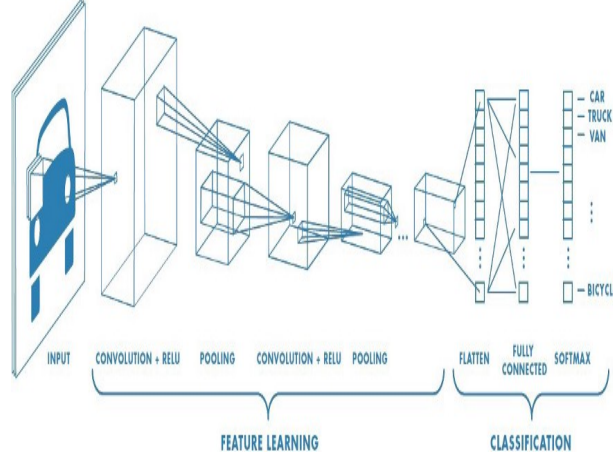 CAR
TRUCK
VAN
BICYCL
INPUT
CONVOLUTION + RELU
POOLING
CONVOLUTION + RELU
POOLING
FLATTEN
FULLY
CONNECTED
SOFTMAX
FEATURE LEARNING
CLASSIFICATION